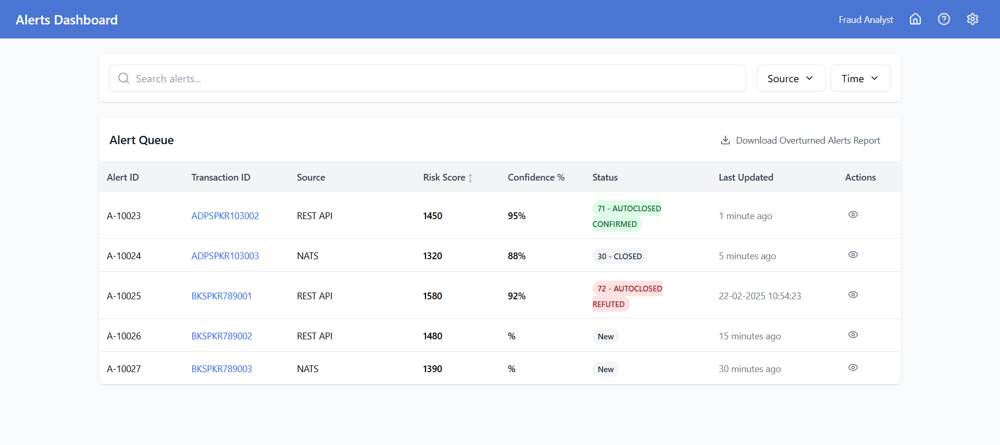 Alerts Dashboard
Fraud Analyst
Search alerts...
Source
Time
Alert Queue
Download Overturned Alerts Report
Alert ID Transaction ID Source Risk Score Confidence % Status Last Updated Actions
A-10023 ADPSPKR103002 REST API 1450 95% 71 - AUTOCLOSED CONFIRMED 1 minute ago
A-10024 ADPSPKR103003 NATS 1320 88% 30 - CLOSED 5 minutes ago
A-10025 BKSPKR789001 REST API 1580 92% 72 - AUTOCLOSED REFUTED 22-02-2025 10:54:23
A-10026 BKSPKR789002 REST API 1480 % New 15 minutes ago
A-10027 BKSPKR789003 NATS 1390 % New 30 minutes ago